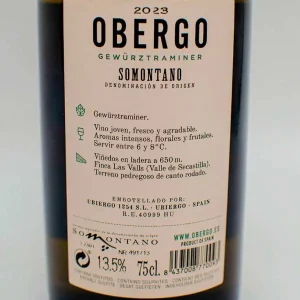 2023
OBERGO
GEWÜRZTRAMINER
SOMONTANO
DENOMINACIÓN DE ORIGEN
Gewürztraminer.
Vino joven, fresco y agradable.
Aromas intensos, florales y frutales.
Servir entre 6 y 8°C.
Viñedos en ladera a 650 m.
Finca Las Valls (Valle de Secastilla).
Terreno pedregoso de canto rodado.
EMBOTELLADO POR:
UBIERGO 1254 S.L. · UBIERGO · SPAIN
R.E. 40999 HU
SOMONTANO
WWW.OBERGO.ES
PRODUCT OF SPAIN
13.5% 75cl.